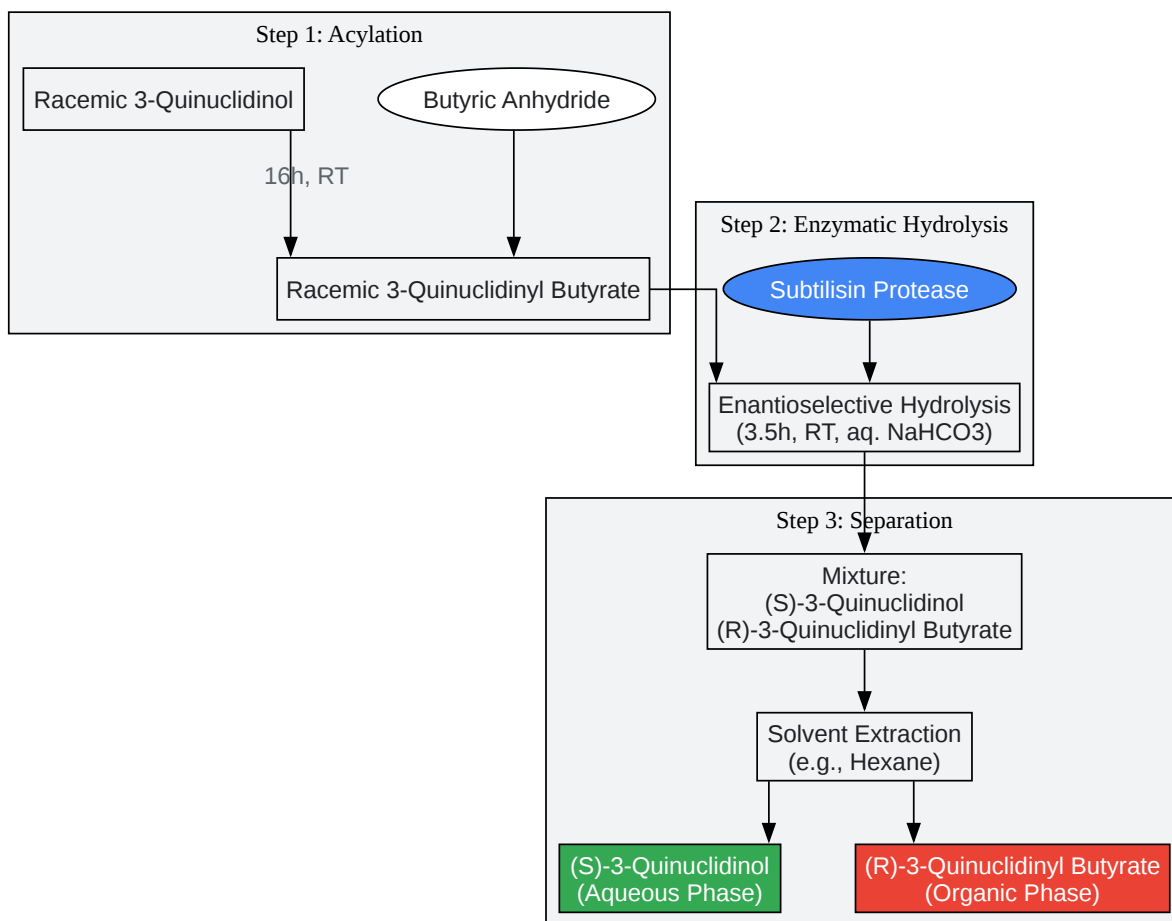 Step 1: Acylation
Racemic 3-Quinuclidinol
Butyric Anhydride
16h, RT
Racemic 3-Quinuclidinyl Butyrate
Step 2: Enzymatic Hydrolysis
Subtilisin Protease
Enantioselective Hydrolysis
(3.5h, RT, aq. NaHCO3)
Step 3: Separation
Mixture:
(S)-3-Quinuclidinol
(R)-3-Quinuclidinyl Butyrate
Solvent Extraction
(e.g., Hexane)
(S)-3-Quinuclidinol
(Aqueous Phase)
(R)-3-Quinuclidinyl Butyrate
(Organic Phase)